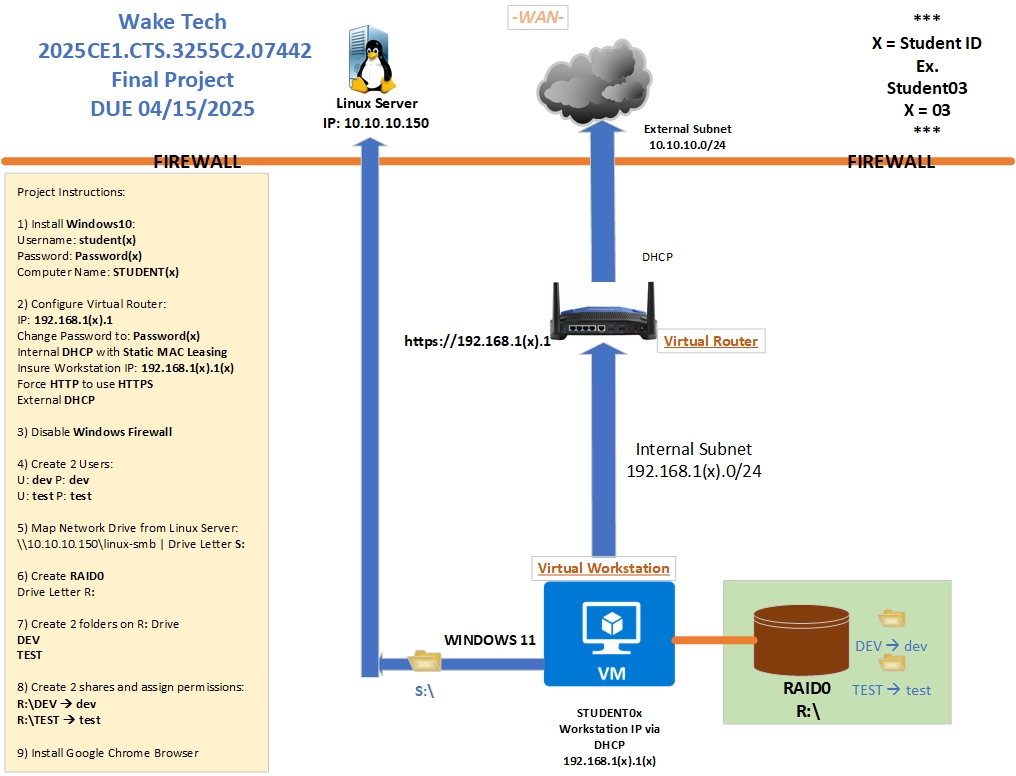 Wake Tech
2025CE1.CTS.3255C2.07442
Final Project
DUE 04/15/2025
-WAN-
***
X = Student ID
Ex.
Student03
X = 03
***
Linux Server
IP: 10.10.10.150
External Subnet
10.10.10.0/24
FIREWALL
FIREWALL
Project Instructions:
1) Install Windows10:
Username: student(x)
Password: Password(x)
Computer Name: STUDENT(x)
2) Configure Virtual Router:
IP: 192.168.1(x).1
Change Password to: Password(x)
Internal DHCP with Static MAC Leasing
Insure Workstation IP: 192.168.1(x).1(x)
Force HTTP to use HTTPS
External DHCP
3) Disable Windows Firewall
4) Create 2 Users:
U: dev P: dev
U: test P: test
5) Map Network Drive from Linux Server:
\\10.10.10.150\linux-smb | Drive Letter S:
6) Create RAID0
Drive Letter R:
7) Create 2 folders on R: Drive
DEV
TEST
8) Create 2 shares and assign permissions:
R:\DEV → dev
R:\TEST → test
9) Install Google Chrome Browser
DHCP
https://192.168.1(x).1
Virtual Router
Internal Subnet
192.168.1(x).0/24
Virtual Workstation
WINDOWS 11
VM
S:\
STUDENT0x
Workstation IP via
DHCP
192.168.1(x).1(x)
DEV → dev
TEST → test
RAID0
R:\